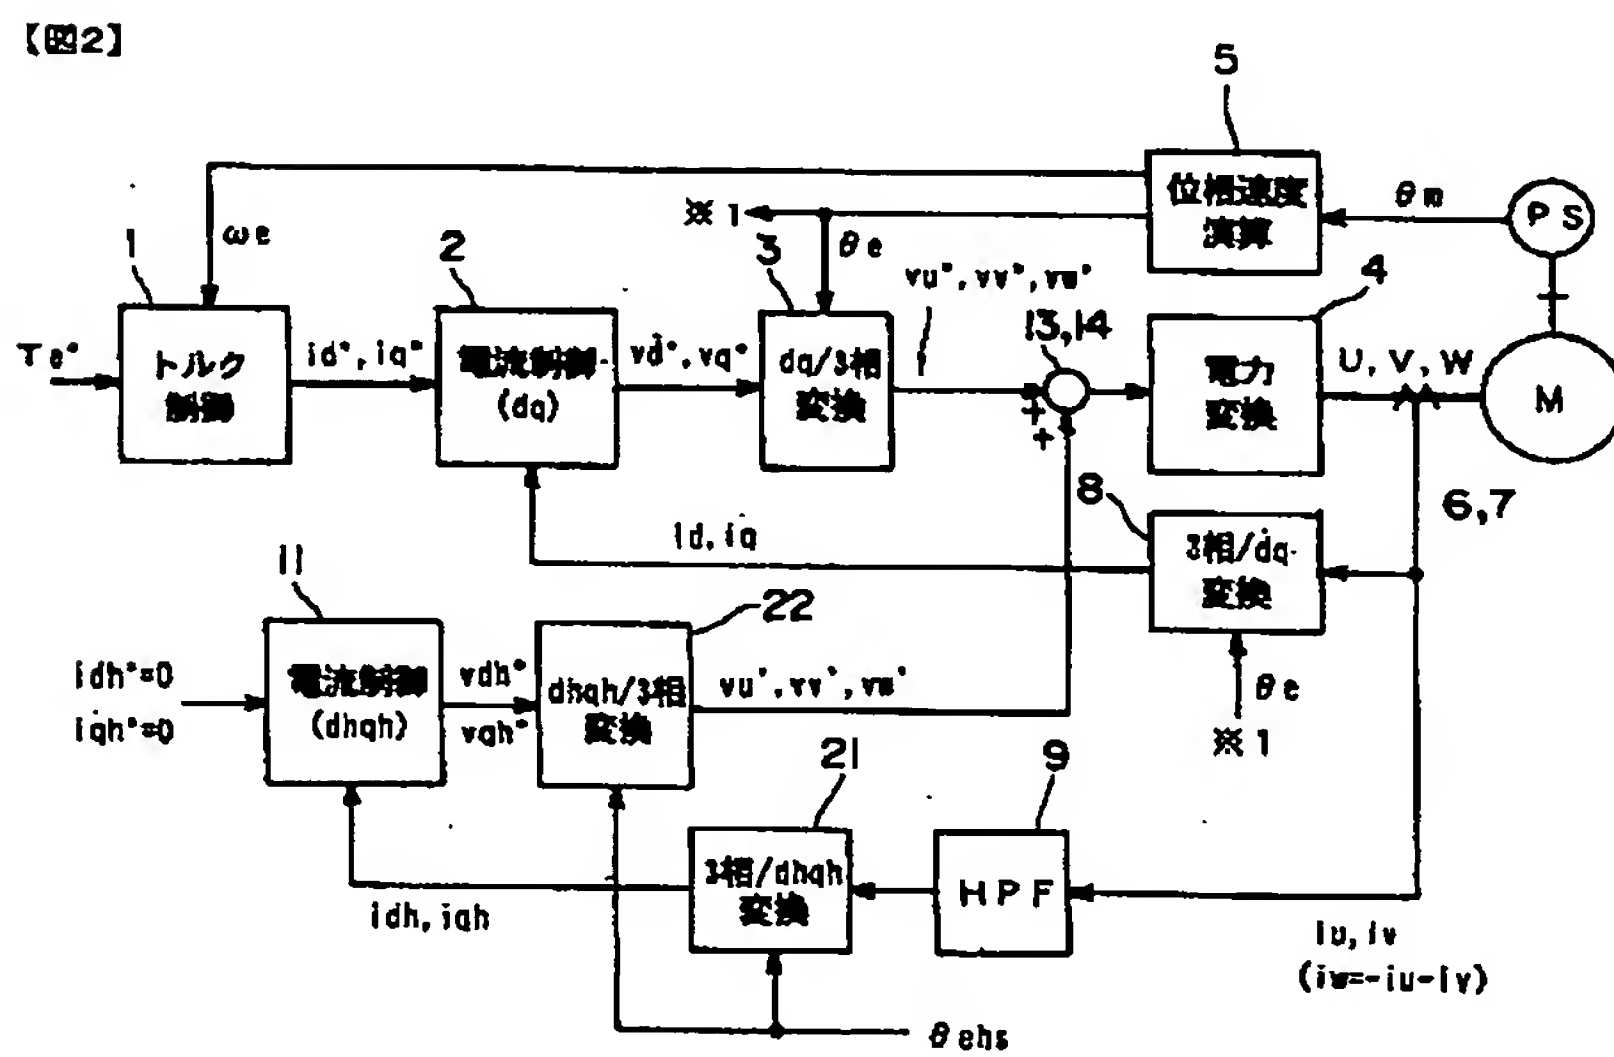 【図2】
5
位相速度
演算
θm
PS
※1
θe
ωe
1
2
3
vu*,vv*,vw*
13,14
4
Te*
トルク
制御
id*,iq*
電流制御
(dq)
vd*,vq*
dq/3相
変換
+
+
電力
変換
U,V,W
M
6,7
8
3相/dq
変換
id,iq
θe
※1
11
22
idh*=0
iqh*=0
電流制御
(dhqh)
vdh*
vqh*
dhqh/3相
変換
vu',vv',vw'
21
9
3相/dhqh
変換
HPF
idh,iqh
iu,iv
(iw=-iu-iv)
θehs